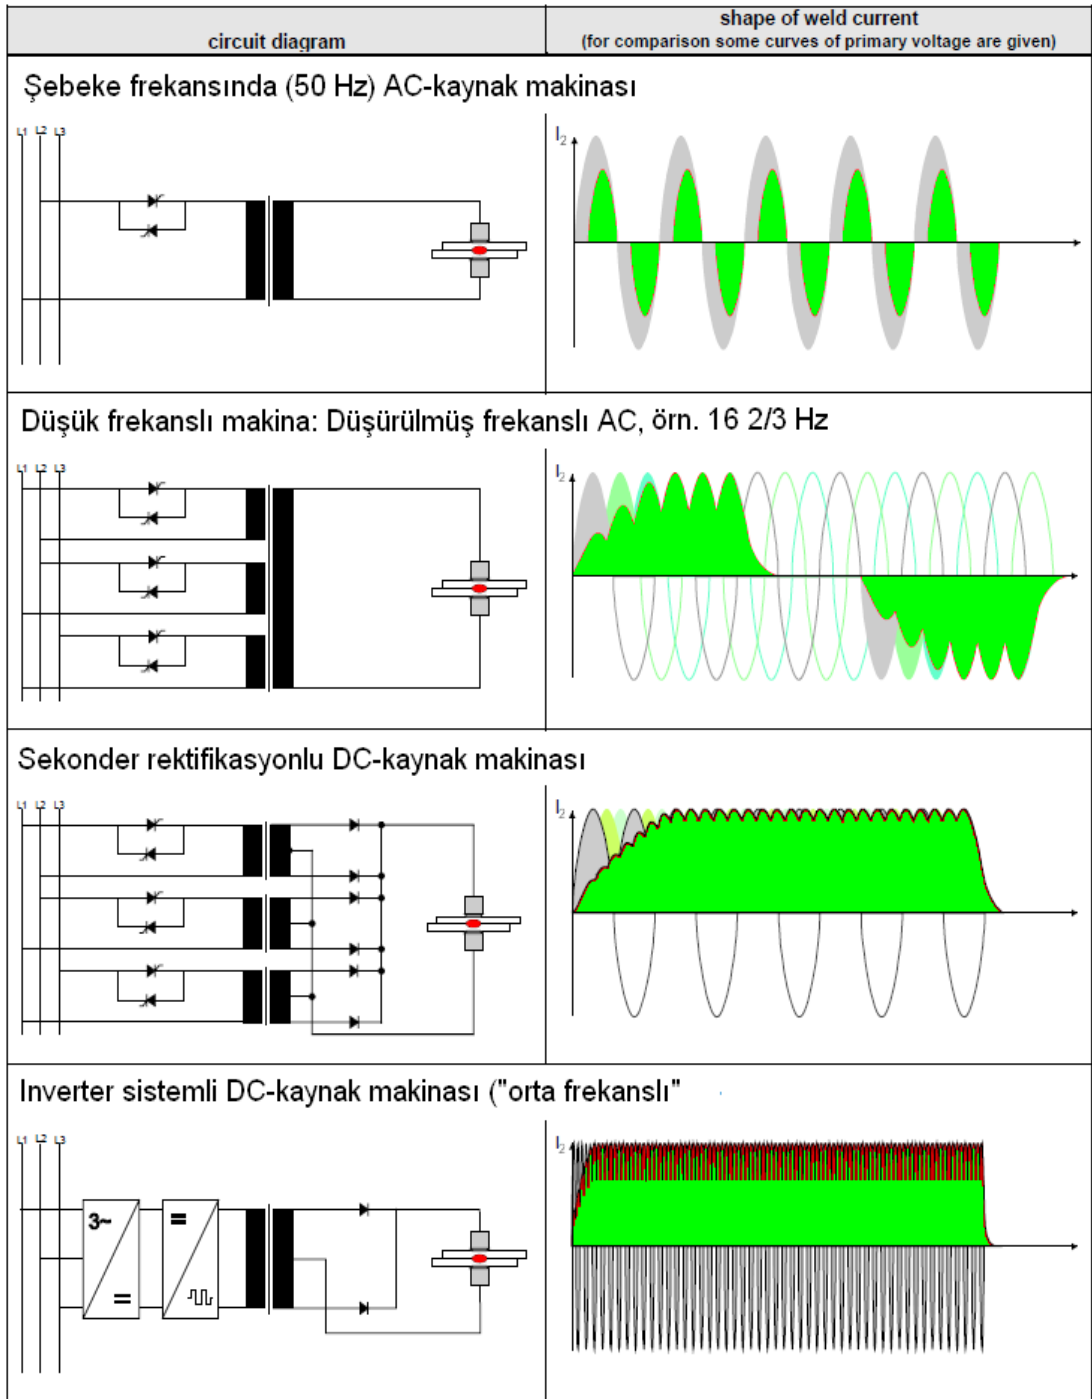 circuit diagram
shape of weld current
(for comparison some curves of primary voltage are given)
Şebeke frekansında (50 Hz) AC-kaynak makinası
L1 L2 L3
I2
Düşük frekanslı makina: Düşürülmüş frekanslı AC, örn. 16 2/3 Hz
L1 L2 L3
I2
Sekonder rektifikasyonlu DC-kaynak makinası
L1 L2 L3
I2
Inverter sistemli DC-kaynak makinası ("orta frekanslı"
L1 L2 L3
3~
=
=
I2